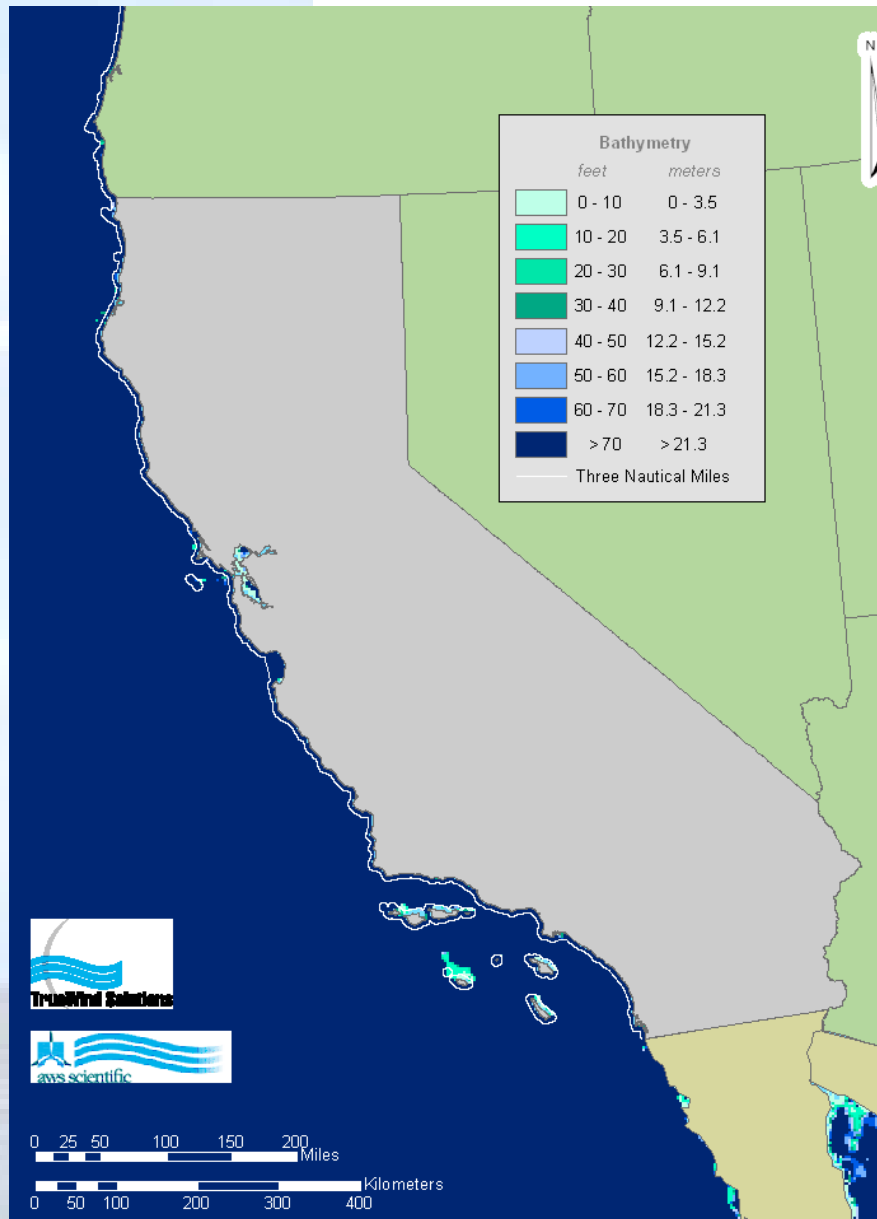 N
Bathymetry
feet meters
0 - 10 0 - 3.5
10 - 20 3.5 - 6.1
20 - 30 6.1 - 9.1
30 - 40 9.1 - 12.2
40 - 50 12.2 - 15.2
50 - 60 15.2 - 18.3
60 - 70 18.3 - 21.3
> 70 > 21.3
Three Nautical Miles
TrueWind Solutions
aws scientific
0 25 50 100 150 200
Miles
Kilometers
0 50 100 200 300 400